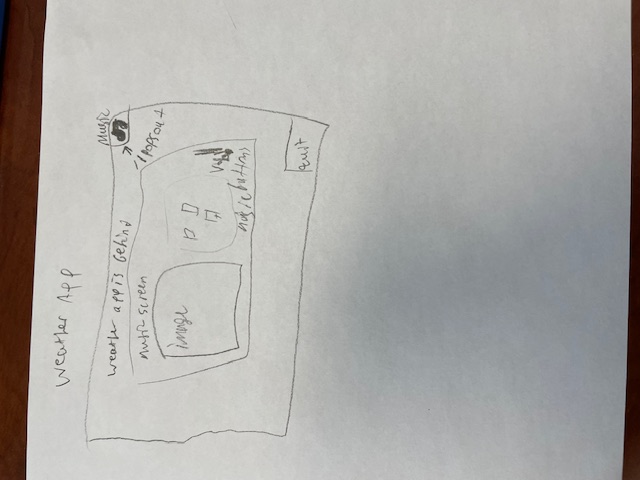 Weather App
Music
weather app is behind
pops out
music screen
image
Vol
music buttons
quit